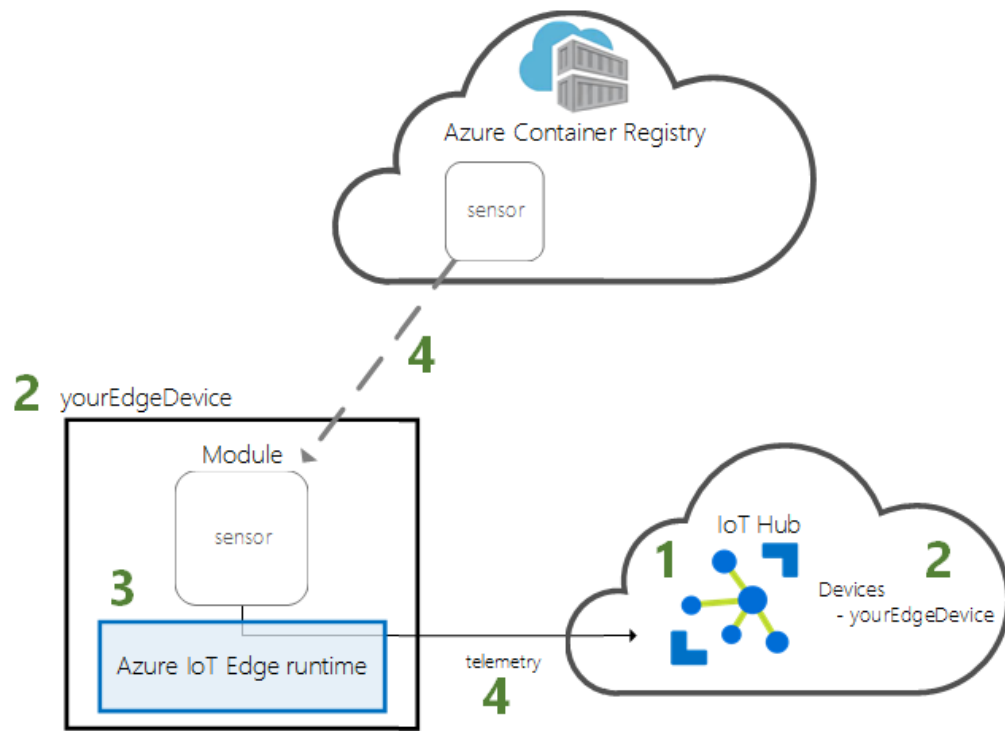 Azure Container Registry
sensor
4
2
yourEdgeDevice
Module
sensor
3
Azure IoT Edge runtime
telemetry
4
IoT Hub
1
2
Devices
- yourEdgeDevice